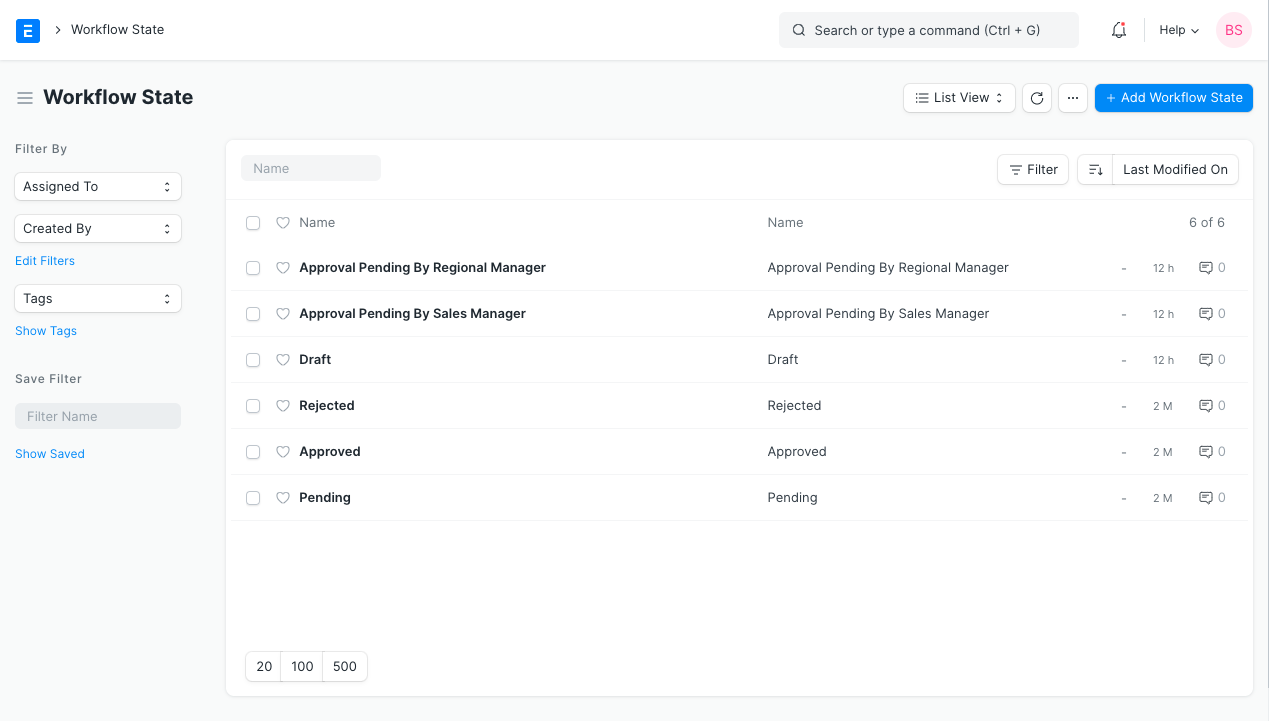 E
Workflow State
Search or type a command (Ctrl + G)
Help
BS
Workflow State
List View
···
+ Add Workflow State
Filter By
Assigned To
Created By
Edit Filters
Tags
Show Tags
Save Filter
Filter Name
Show Saved
Name
Filter
Last Modified On
Name Name 6 of 6
Approval Pending By Regional Manager Approval Pending By Regional Manager - 12 h 0
Approval Pending By Sales Manager Approval Pending By Sales Manager - 12 h 0
Draft Draft - 12 h 0
Rejected Rejected - 2 M 0
Approved Approved - 2 M 0
Pending Pending - 2 M 0
20 100 500